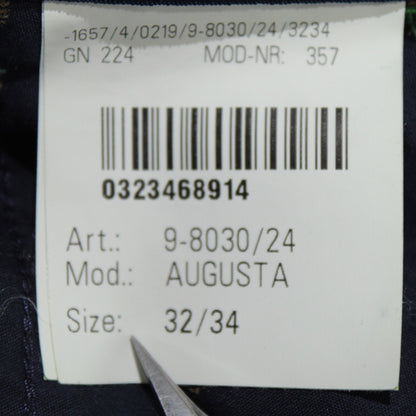 -1657/4/0219/9-8030/24/3234
GN 224 MOD-NR: 357
0323468914
Art.: 9-8030/24
Mod.: AUGUSTA
Size: 32/34